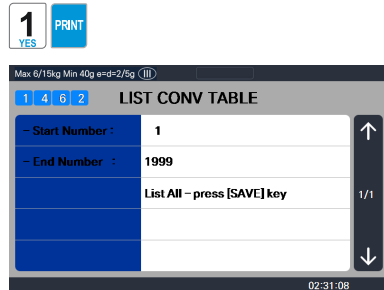 1
YES
PRINT
Max 6/15kg Min 40g e=d=2/5g III
1 4 6 2 LIST CONV TABLE
- Start Number : 1
- End Number : 1999
List All - press [SAVE] key
1/1
02:31:08